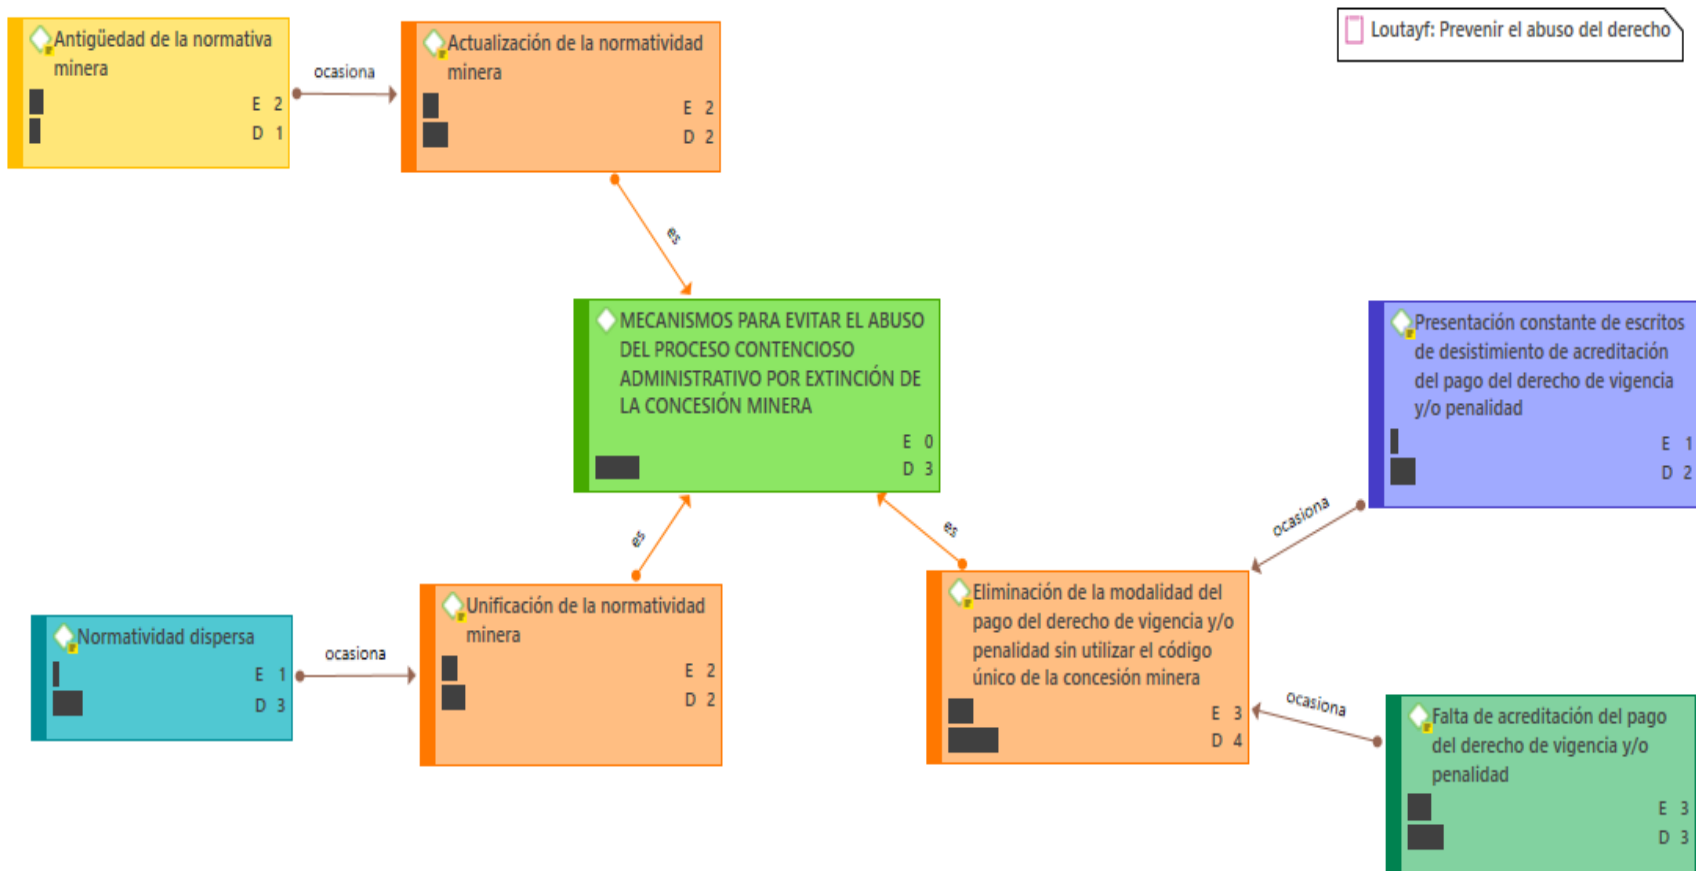 Antigüedad de la normativa
minera
E 2
D 1
ocasiona
Actualización de la normatividad
minera
E 2
D 2
Loutayf: Prevenir el abuso del derecho
es
MECANISMOS PARA EVITAR EL ABUSO
DEL PROCESO CONTENCIOSO
ADMINISTRATIVO POR EXTINCIÓN DE
LA CONCESIÓN MINERA
E 0
D 3
Presentación constante de escritos
de desistimiento de acreditación
del pago del derecho de vigencia
y/o penalidad
E 1
D 2
es
es
ocasiona
Normatividad dispersa
E 1
D 3
ocasiona
Unificación de la normatividad
minera
E 2
D 2
Eliminación de la modalidad del
pago del derecho de vigencia y/o
penalidad sin utilizar el código
único de la concesión minera
E 3
D 4
ocasiona
Falta de acreditación del pago
del derecho de vigencia y/o
penalidad
E 3
D 3